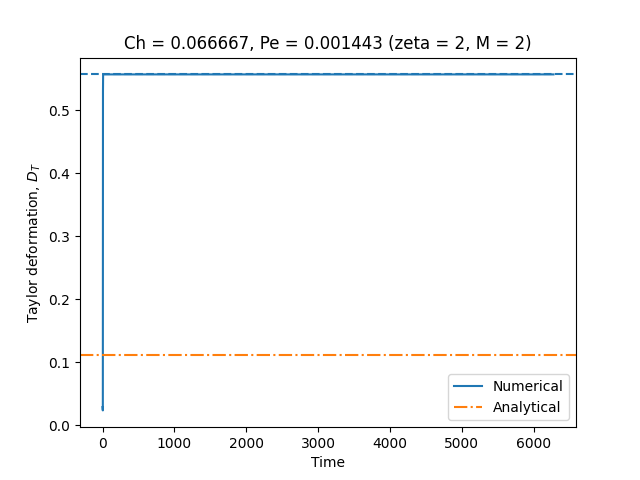 Ch = 0.066667, Pe = 0.001443 (zeta = 2, M = 2)
Taylor deformation, $D_T$
0.5
0.4
0.3
0.2
0.1
0.0
Numerical
Analytical
0 1000 2000 3000 4000 5000 6000
Time